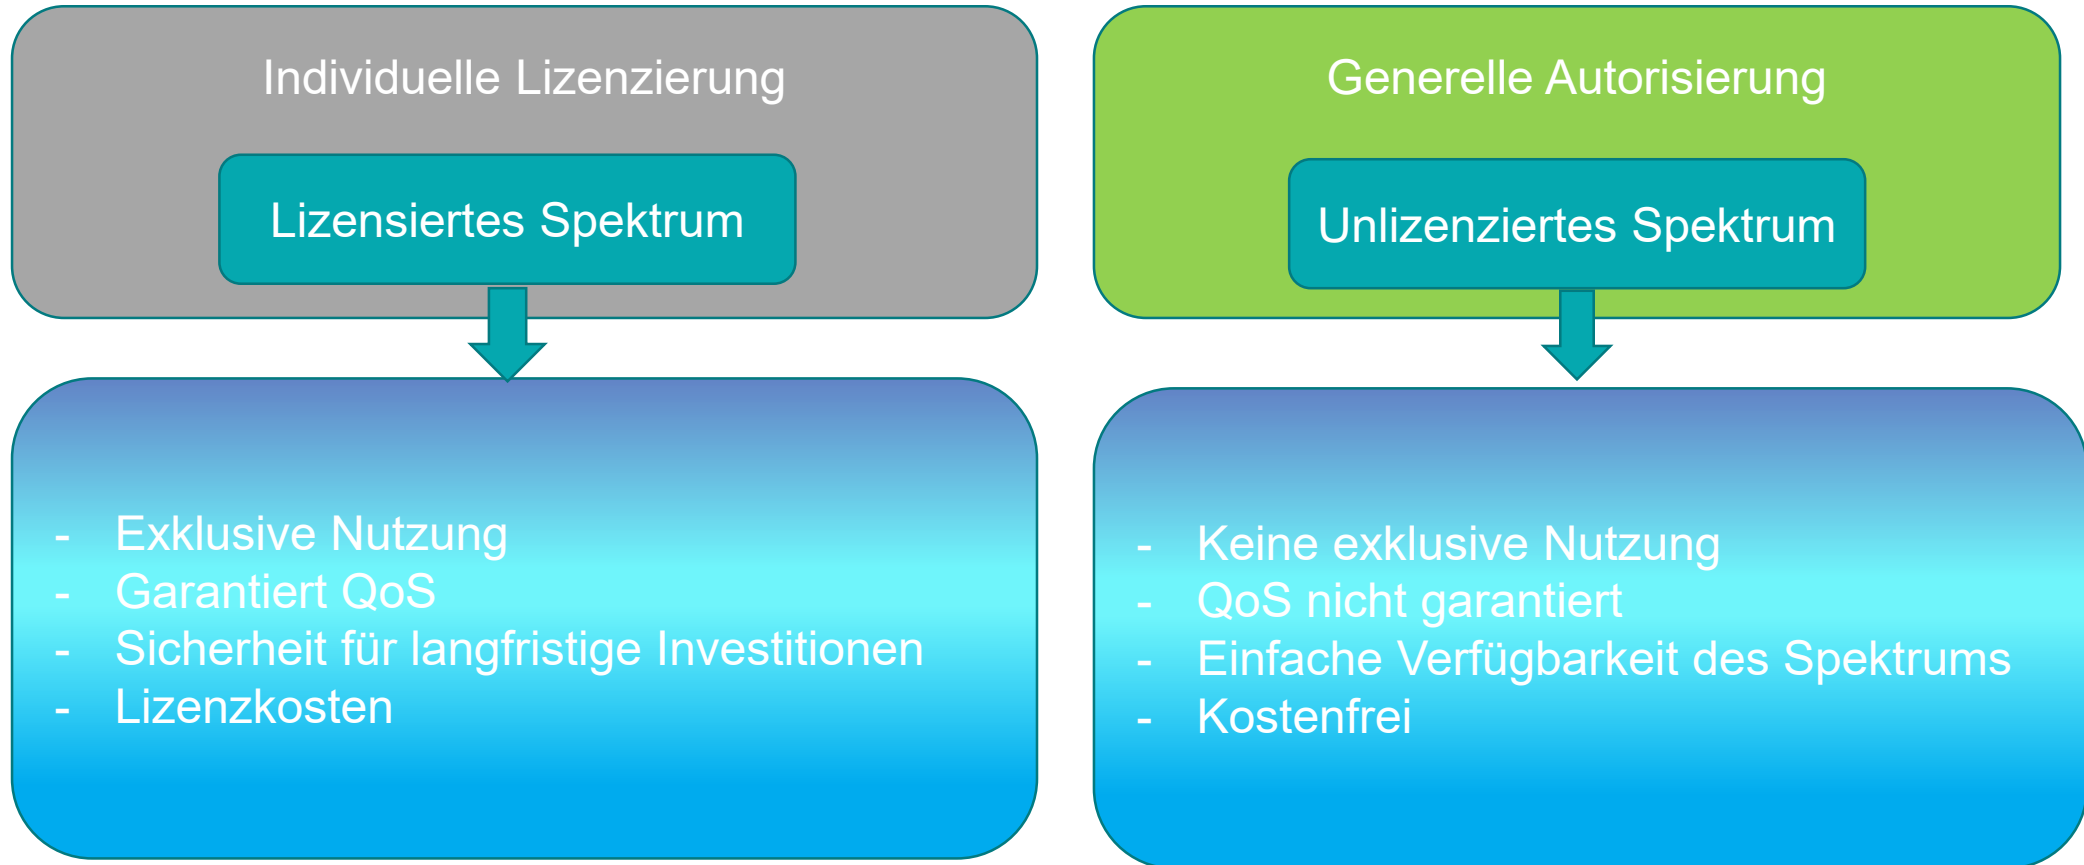 Individuelle Lizenzierung
Lizensiertes Spektrum
- Exklusive Nutzung
- Garantiert QoS
- Sicherheit für langfristige Investitionen
- Lizenzkosten
Generelle Autorisierung
Unlizenziertes Spektrum
- Keine exklusive Nutzung
- QoS nicht garantiert
- Einfache Verfügbarkeit des Spektrums
- Kostenfrei